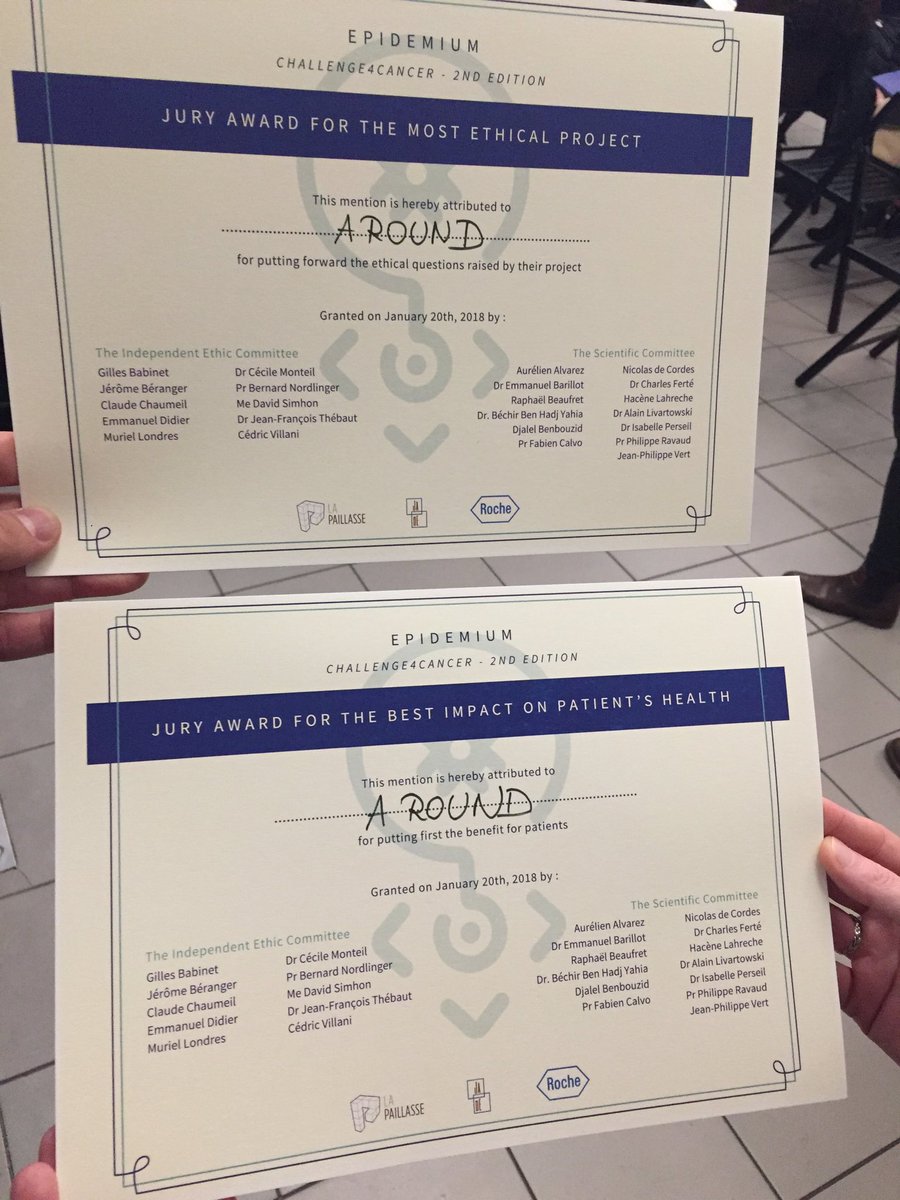 EPIDEMIUM
CHALLENGE4CANCER - 2ND EDITION
JURY AWARD FOR THE MOST ETHICAL PROJECT
This mention is hereby attributed to
A ROUND
for putting forward the ethical questions raised by their project
Granted on January 20th, 2018 by :
The Independent Ethic Committee
Gilles Babinet
Jérôme Béranger
Claude Chaumeil
Emmanuel Didier
Muriel Londres
Dr Cécile Monteil
Pr Bernard Nordlinger
Me David Simhon
Dr Jean-François Thébaut
Cédric Villani
The Scientific Committee
Aurélien Alvarez
Dr Emmanuel Barillot
Raphaël Beaufret
Dr. Béchir Ben Hadj Yahia
Djalel Benbouzid
Pr Fabien Calvo
Nicolas de Cordes
Dr Charles Ferté
Hacène Lahreche
Dr Alain Livartowski
Dr Isabelle Perseil
Pr Philippe Ravaud
Jean-Philippe Vert
LA
PAILLASSE
Roche
EPIDEMIUM
CHALLENGE4CANCER - 2ND EDITION
JURY AWARD FOR THE BEST IMPACT ON PATIENT'S HEALTH
This mention is hereby attributed to
A ROUND
for putting first the benefit for patients
Granted on January 20th, 2018 by :
The Independent Ethic Committee
Gilles Babinet
Jérôme Béranger
Claude Chaumeil
Emmanuel Didier
Muriel Londres
Dr Cécile Monteil
Pr Bernard Nordlinger
Me David Simhon
Dr Jean-François Thébaut
Cédric Villani
The Scientific Committee
Aurélien Alvarez
Dr Emmanuel Barillot
Raphaël Beaufret
Dr. Béchir Ben Hadj Yahia
Djalel Benbouzid
Pr Fabien Calvo
Nicolas de Cordes
Dr Charles Ferté
Hacène Lahreche
Dr Alain Livartowski
Dr Isabelle Perseil
Pr Philippe Ravaud
Jean-Philippe Vert
LA
PAILLASSE
Roche